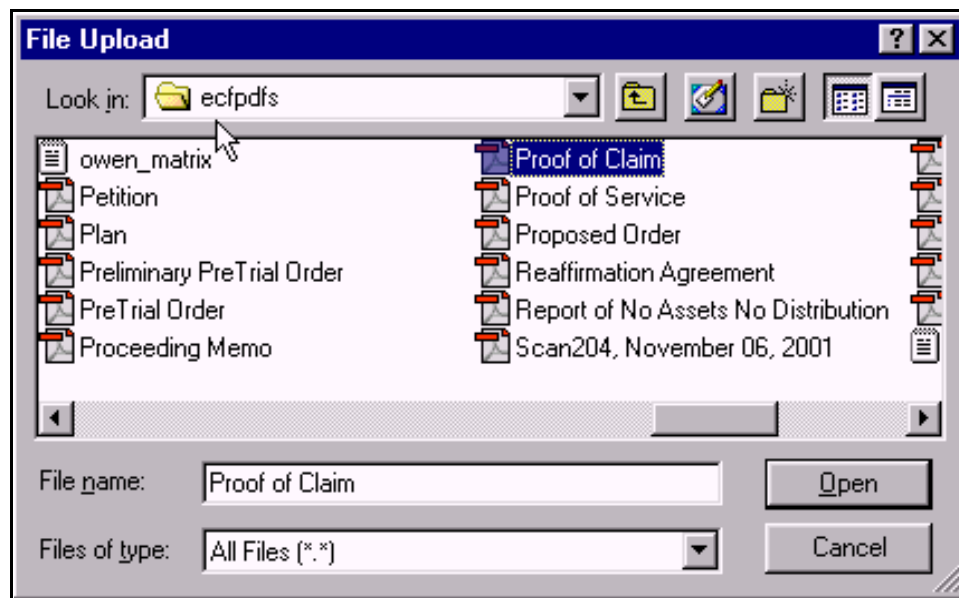 File Upload
Look in: ecfpdfs
owen_matrix
Petition
Plan
Preliminary PreTrial Order
PreTrial Order
Proceeding Memo
Proof of Claim
Proof of Service
Proposed Order
Reaffirmation Agreement
Report of No Assets No Distribution
Scan204, November 06, 2001
File name: Proof of Claim
Open
Files of type: All Files (*.*)
Cancel